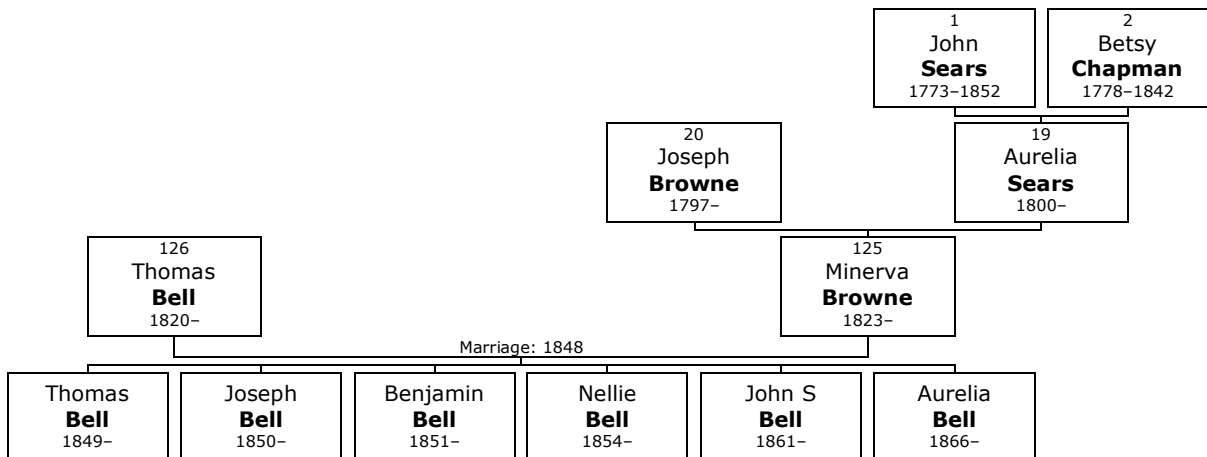 1
John
Sears
1773–1852
2
Betsy
Chapman
1778–1842
20
Joseph
Browne
1797–
19
Aurelia
Sears
1800–
126
Thomas
Bell
1820–
125
Minerva
Browne
1823–
Marriage: 1848
Thomas
Bell
1849–
Joseph
Bell
1850–
Benjamin
Bell
1851–
Nellie
Bell
1854–
John S
Bell
1861–
Aurelia
Bell
1866–